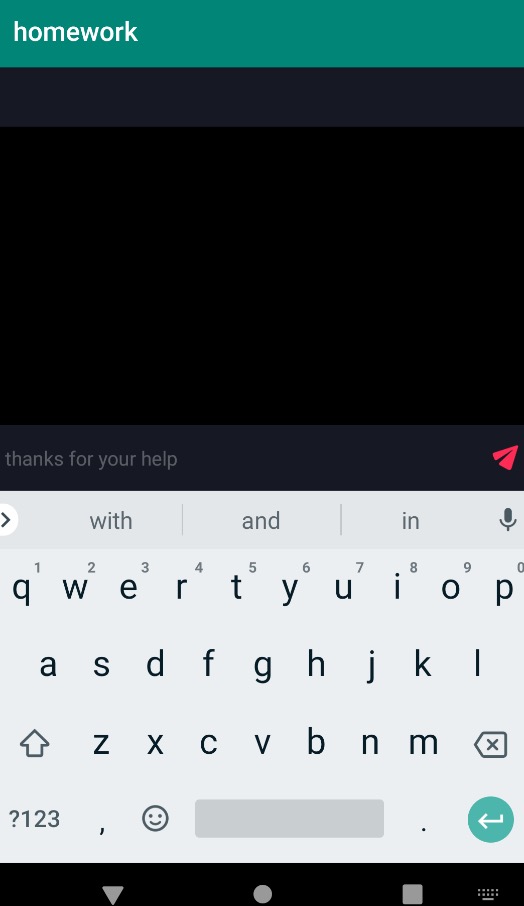 homework
thanks for your help
with and in
1 2 3 4 5 6 7 8 9 0
q w e r t y u i o p
a s d f g h j k l
z x c v b n m
?123 , .